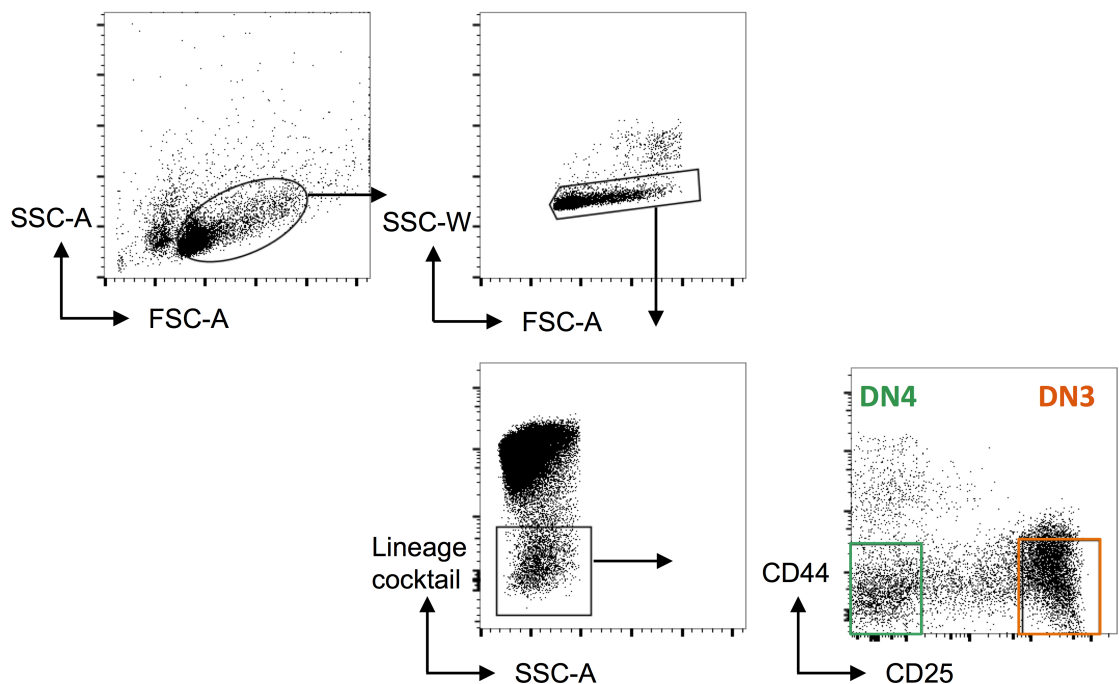 SSC-A
FSC-A
SSC-W
FSC-A
Lineage
cocktail
SSC-A
DN4
DN3
CD44
CD25